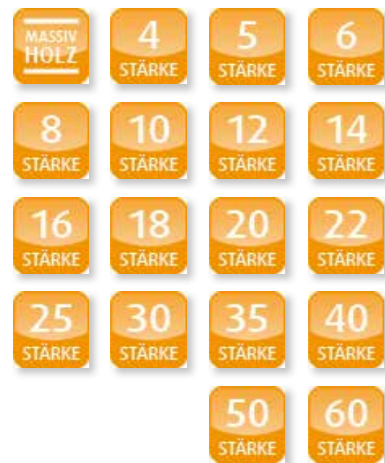 MASSIV
HOLZ
4
STÄRKE
5
STÄRKE
6
STÄRKE
8
STÄRKE
10
STÄRKE
12
STÄRKE
14
STÄRKE
16
STÄRKE
18
STÄRKE
20
STÄRKE
22
STÄRKE
25
STÄRKE
30
STÄRKE
35
STÄRKE
40
STÄRKE
50
STÄRKE
60
STÄRKE